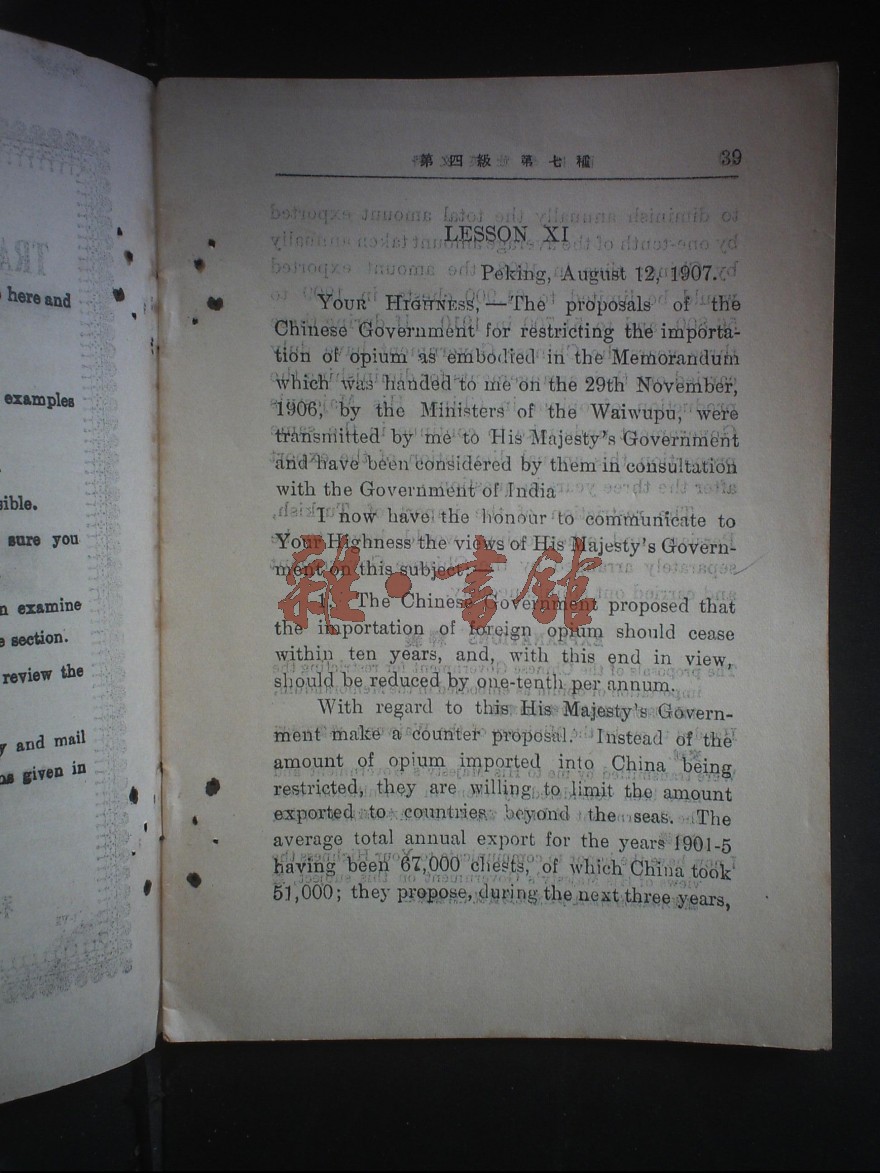 here and
examples
sible.
sure you
examine
section.
review the
and mail
given in
第四級第七種
39
LESSON XI
Peking, August 12, 1907.
YOUR HIGHNESS,—The proposals of the
Chinese Government for restricting the importa-
tion of opium as embodied in the Memorandum
which was handed to me on the 29th November,
1906, by the Ministers of the Waiwupu, were
transmitted by me to His Majesty's Government
and have been considered by them in consultation
with the Government of India
I now have the honour to communicate to
Your Highness the views of His Majesty's Govern-
ment on this subject:—
1. The Chinese Government proposed that
the importation of foreign opium should cease
within ten years, and, with this end in view,
should be reduced by one-tenth per annum.
With regard to this His Majesty's Govern-
ment make a counter proposal. Instead of the
amount of opium imported into China being
restricted, they are willing to limit the amount
exported to countries beyond the seas. The
average total annual export for the years 1901-5
having been 67,000 chests, of which China took
51,000; they propose, during the next three years,
雜·書館